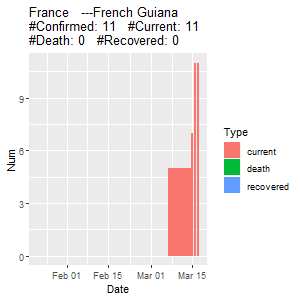 France   ---French Guiana
#Confirmed: 11   #Current: 11
#Death: 0   #Recovered: 0
9
6
3
0
Num
Feb 01 Feb 15 Mar 01 Mar 15
Date
Type
current
death
recovered